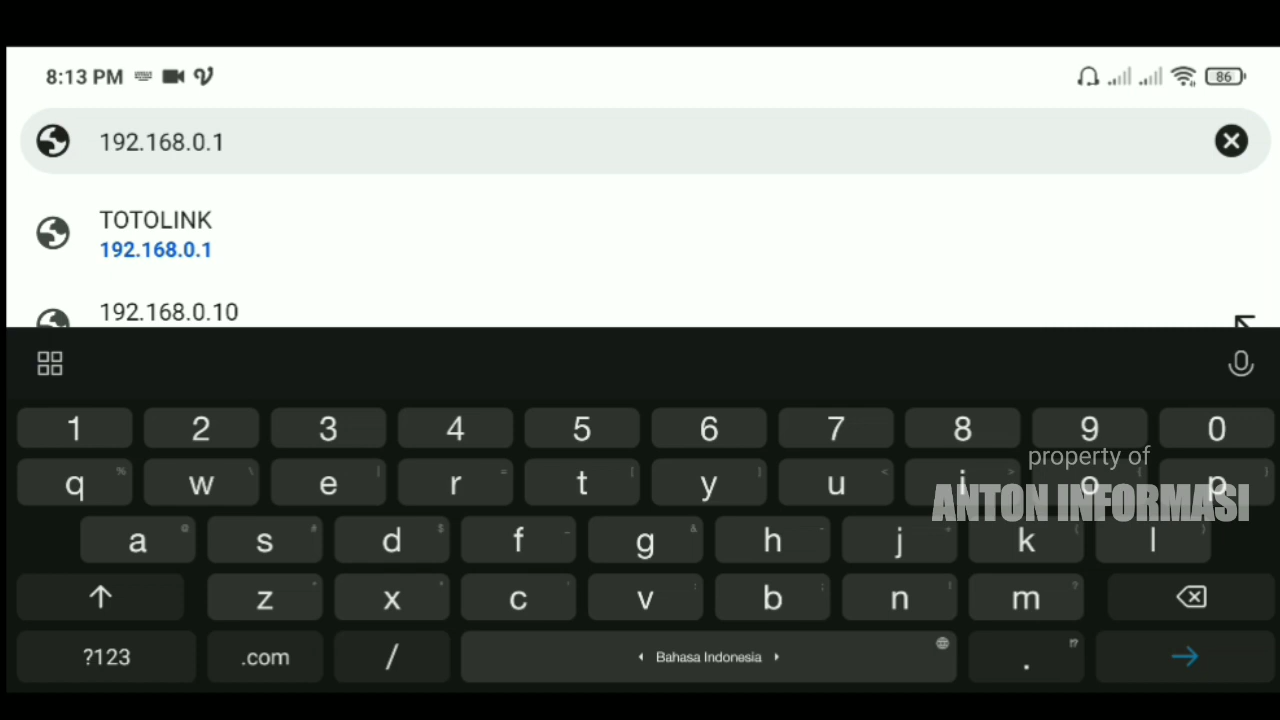 8:13 PM 86
192.168.0.1
TOTOLINK
192.168.0.1
192.168.0.10
1 2 3 4 5 6 7 8 9 0
q w e r t y u i o p
property of
ANTON INFORMASI
a s d f g h j k l
z x c v b n m
?123 .com / Bahasa Indonesia .